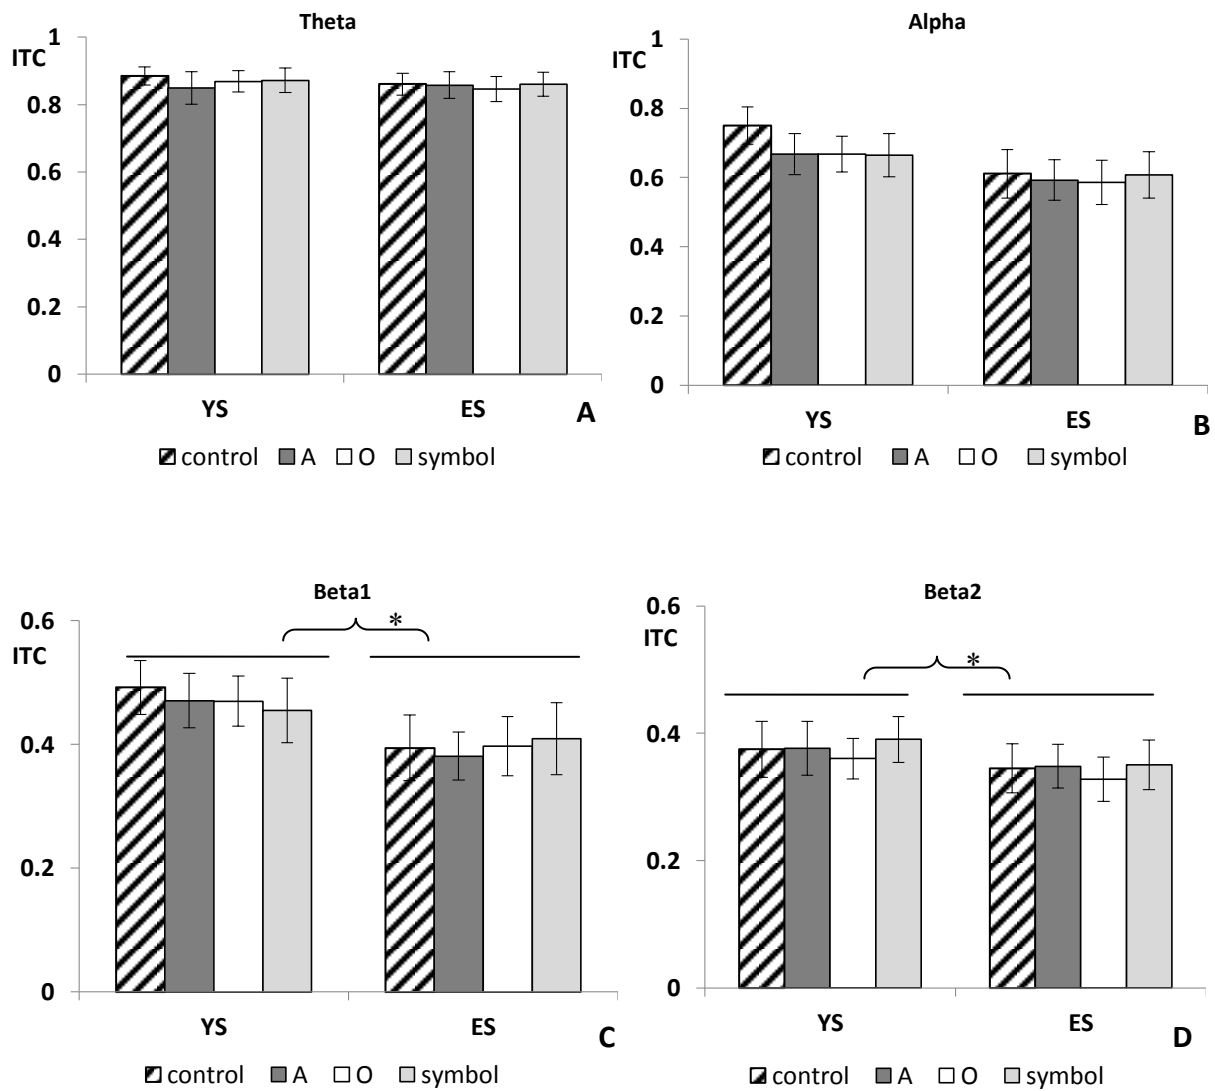 Theta
1
ITC
0.8
0.6
0.4
0.2
0
YS ES A
control A O symbol
Alpha
1
ITC
0.8
0.6
0.4
0.2
0
YS ES B
control A O symbol
Beta1
0.6
*
ITC
0.4
0.2
0
YS ES C
control A O symbol
Beta2
0.6
ITC
*
0.4
0.2
0
YS ES D
control A O symbol